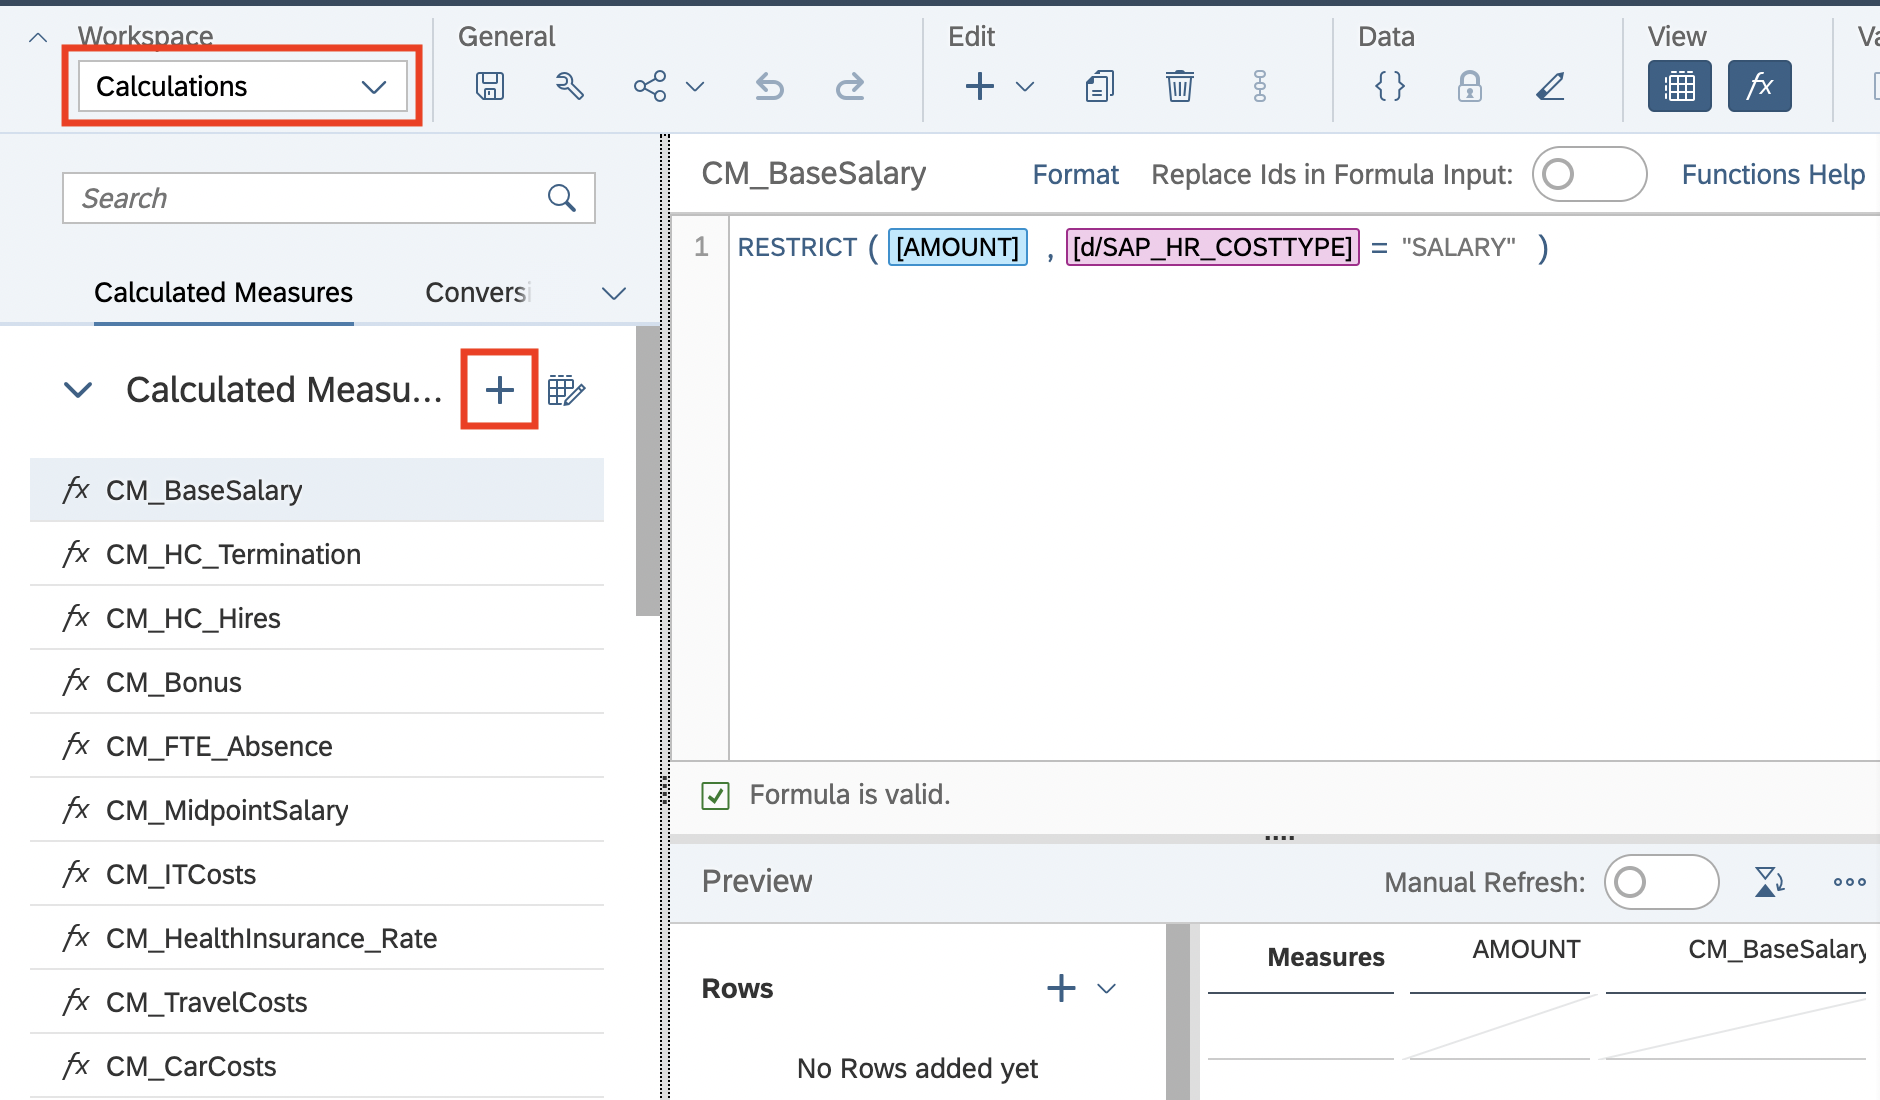 Workspace
Calculations
General
Edit
Data
View
Search
Calculated Measures
Conversi
Calculated Measu...
fx CM_BaseSalary
fx CM_HC_Termination
fx CM_HC_Hires
fx CM_Bonus
fx CM_FTE_Absence
fx CM_MidpointSalary
fx CM_ITCosts
fx CM_HealthInsurance_Rate
fx CM_TravelCosts
fx CM_CarCosts
fx
CM_BaseSalary Format Replace Ids in Formula Input: Functions Help
1 RESTRICT ( [AMOUNT] , [d/SAP_HR_COSTTYPE] = "SALARY" )
Formula is valid.
Preview Manual Refresh:
Rows
No Rows added yet
Measures AMOUNT CM_BaseSalary